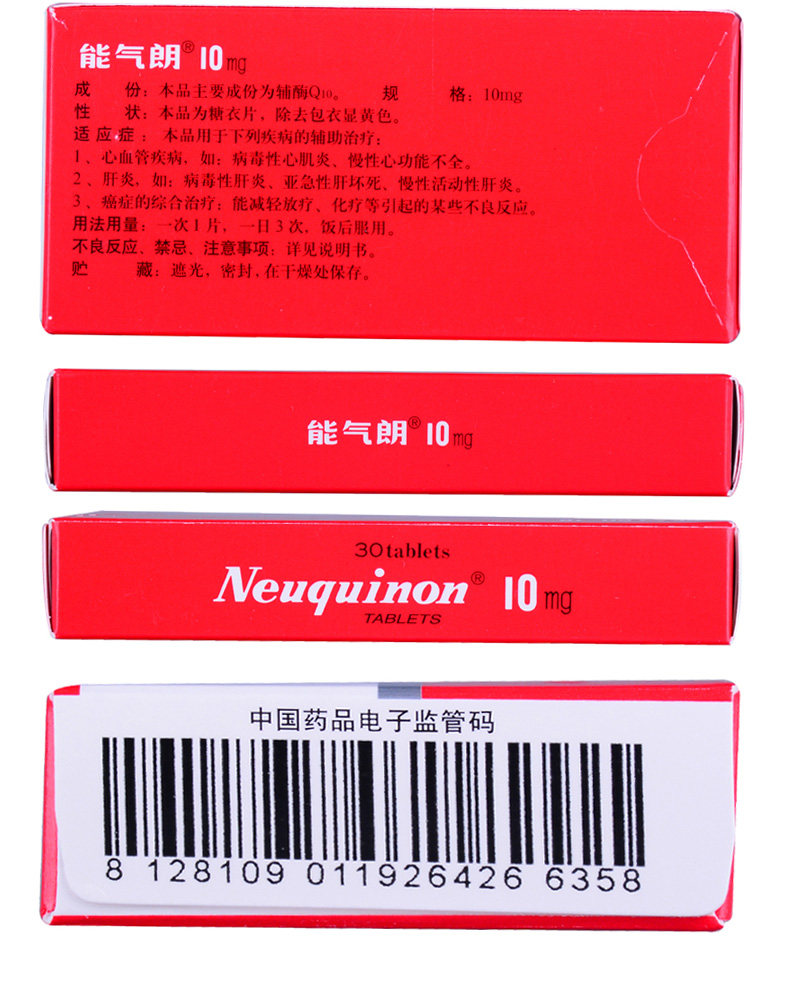 能气朗® 10mg
成 份：本品主要成份为辅酶Q10。 规 格：10mg
性 状：本品为糖衣片，除去包衣显黄色。
适应症：本品用于下列疾病的辅助治疗：
1、心血管疾病，如：病毒性心肌炎、慢性心功能不全。
2、肝炎，如：病毒性肝炎、亚急性肝坏死、慢性活动性肝炎。
3、癌症的综合治疗：能减轻放疗、化疗等引起的某些不良反应。
用法用量：一次1片，一日3次，饭后服用。
不良反应、禁忌、注意事项：详见说明书。
贮 藏：遮光，密封，在干燥处保存。
能气朗® 10mg
30tablets
Neuquinon® 10mg
TABLETS
中国药品电子监管码
8 128109 011926426 6358